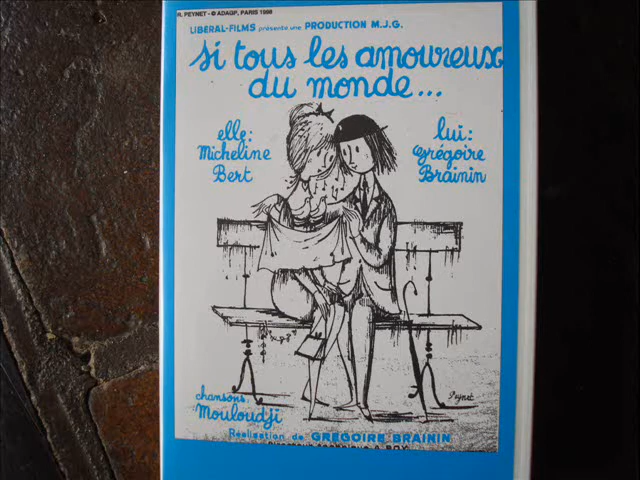 R. PEYNET - © ADAGP, PARIS 1998
LIBERAL-FILMS présente une PRODUCTION M.J.G.
si tous les amoureux
du monde...
elle:
Micheline
Bert
lui:
Grégoire
Brainin
Peynet
chansons
Mouloudji
Réalisation de GREGOIRE BRAININ